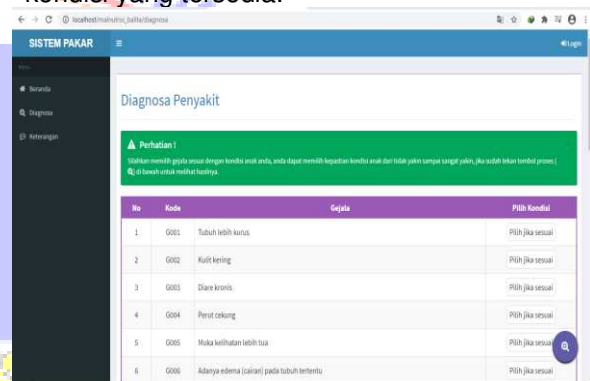 kondisi yang tersedia.
localhost/malnutrisi_balita/diagnosa
SISTEM PAKAR
Login
Menu
Beranda
Diagnosa
Keterangan
Diagnosa Penyakit
Perhatian !
Silahkan memilih gejala sesuai dengan kondisi anak anda, anda dapat memilih kepastian kondisi anak dari tidak yakin sampai sangat yakin, jika sudah tekan tombol proses (
) di bawah untuk melihat hasilnya.
No Kode Gejala Pilih Kondisi
1 G001 Tubuh lebih kurus Pilih jika sesuai
2 G002 Kulit kering Pilih jika sesuai
3 G003 Diare kronis Pilih jika sesuai
4 G004 Perut cekung Pilih jika sesuai
5 G005 Muka kelihatan lebih tua Pilih jika sesuai
6 G006 Adanya edema (cairan) pada tubuh tertentu Pilih jika sesuai